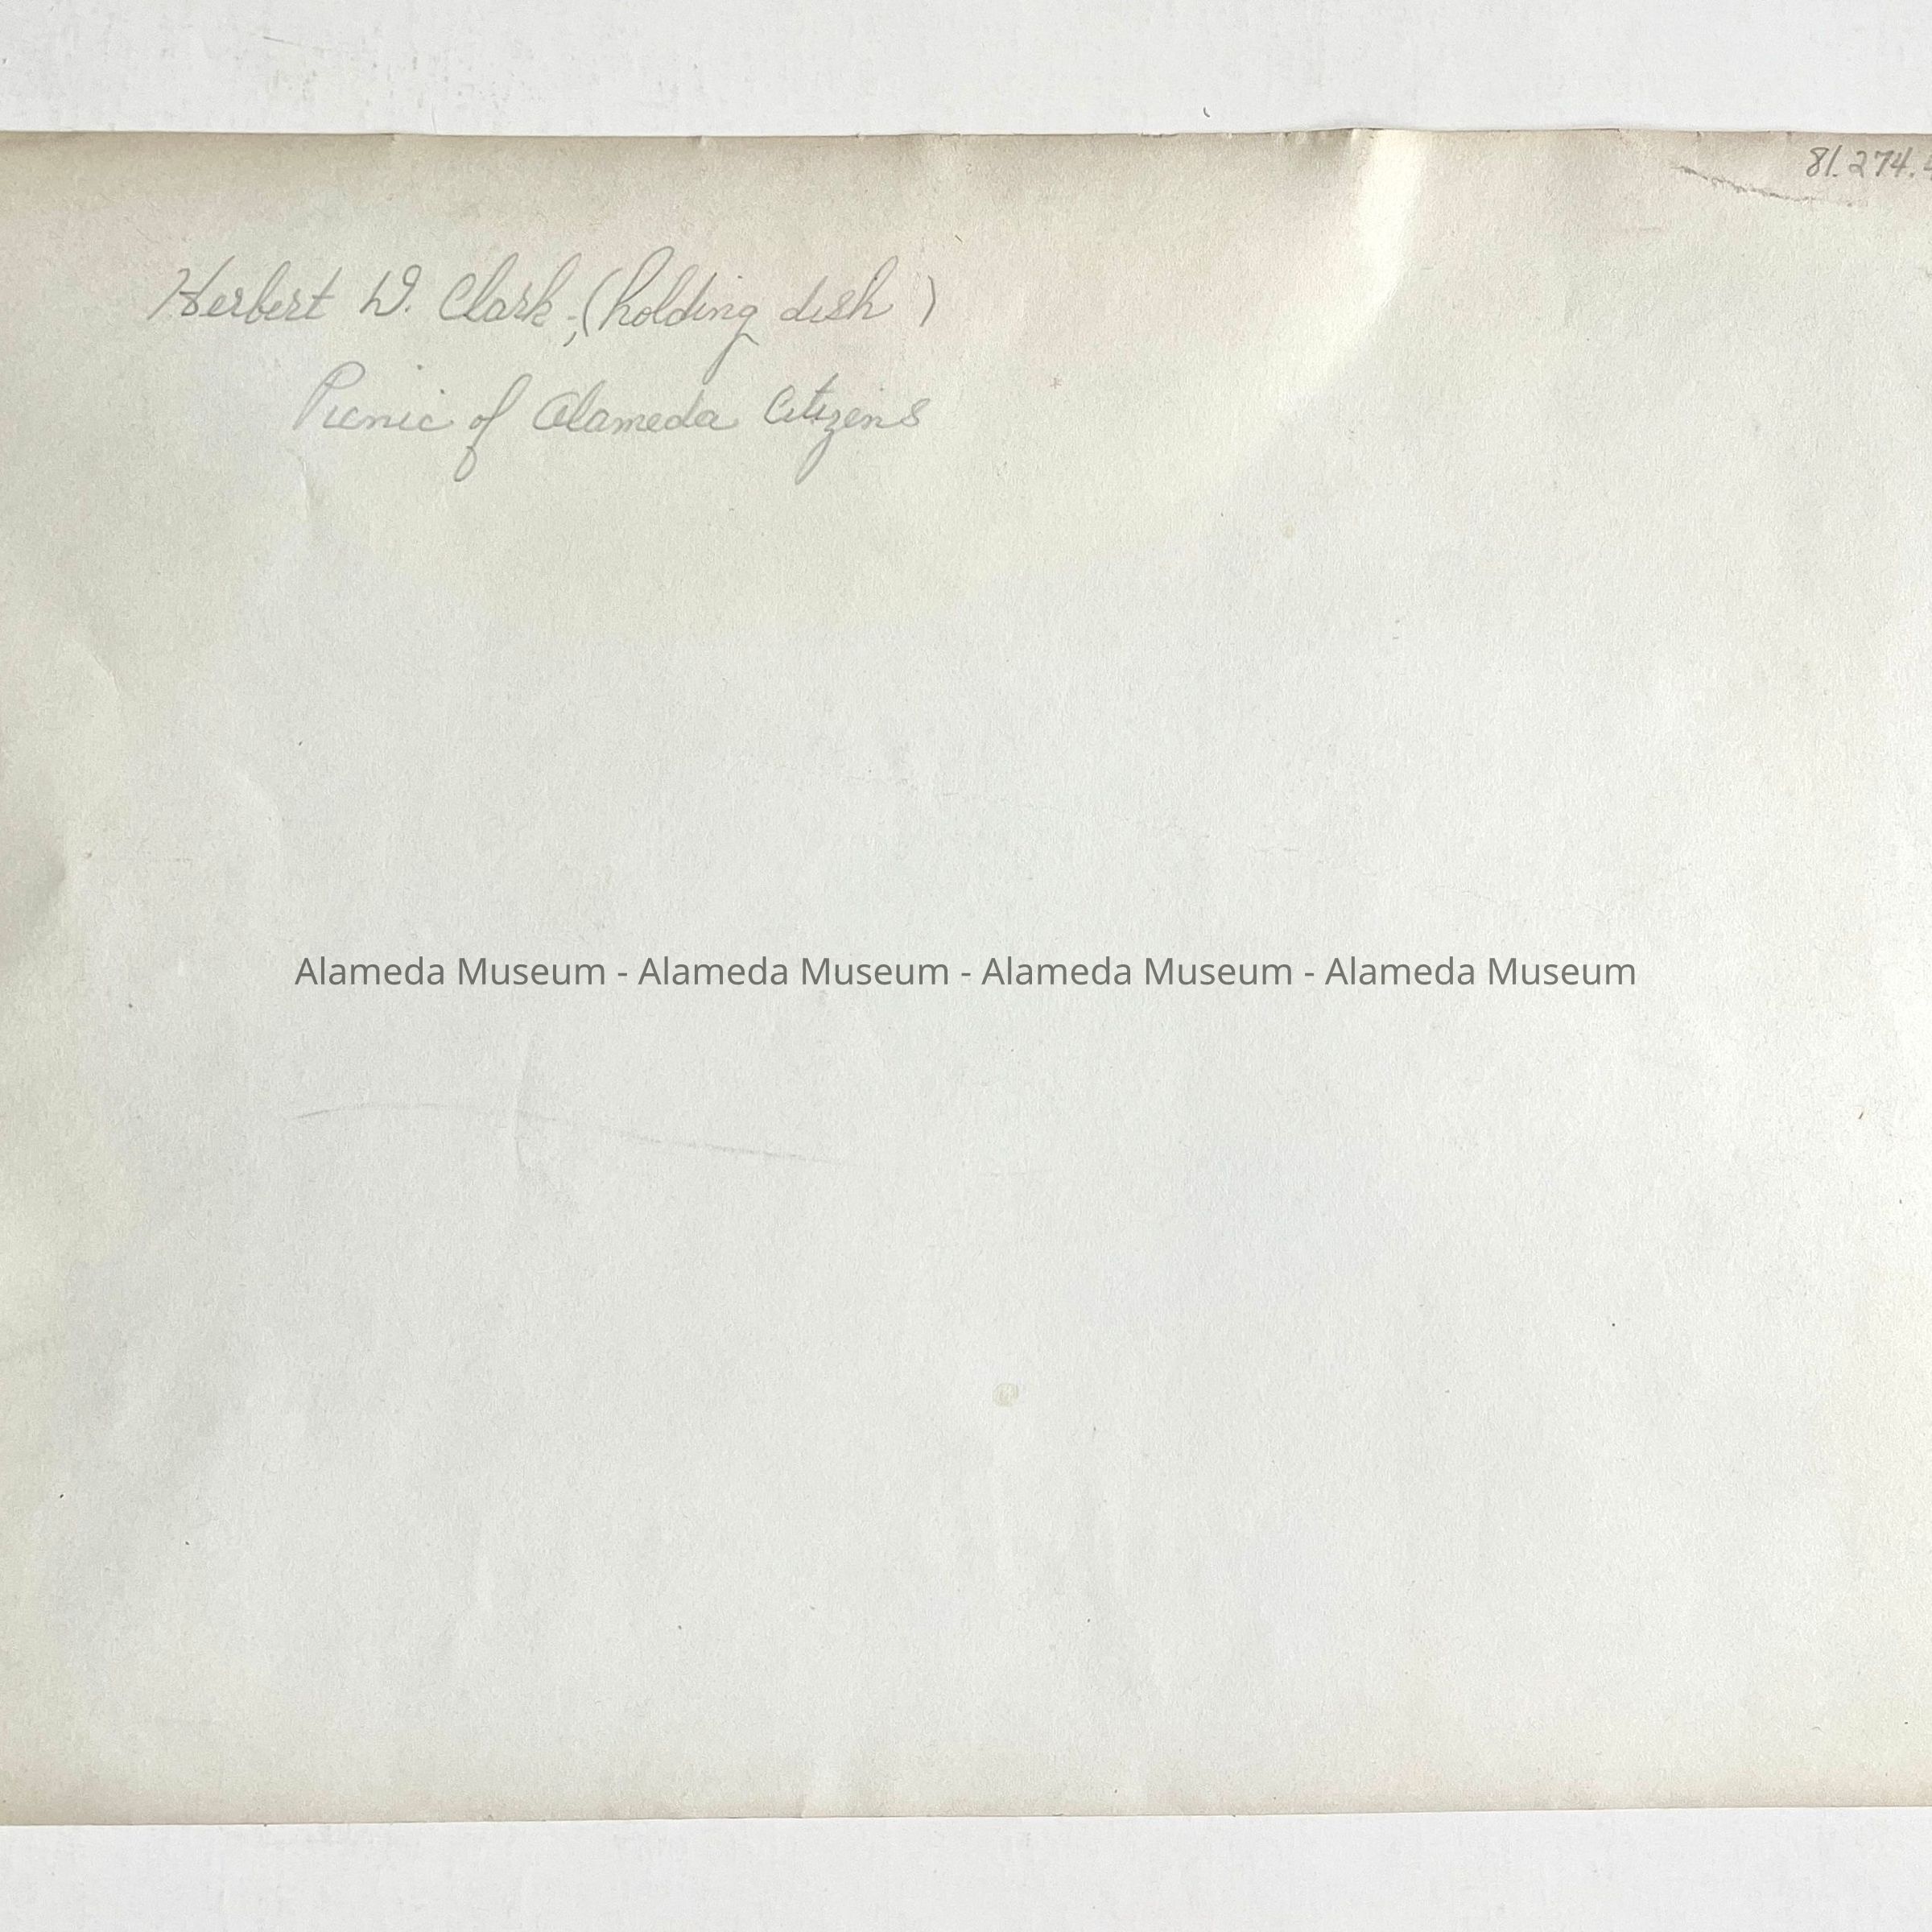 81.274.
Herbert D. Clark, (holding dish)
Picnic of Alameda Citizens
Alameda Museum - Alameda Museum - Alameda Museum - Alameda Museum